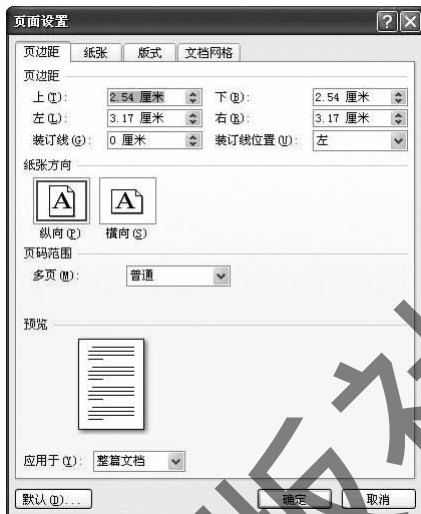 页面设置
页边距 纸张 版式 文档网格
页边距
上(T): 2.54 厘米 下(B): 2.54 厘米
左(L): 3.17 厘米 右(R): 3.17 厘米
装订线(G): 0 厘米 装订线位置(U): 左
纸张方向
A A
纵向(P) 横向(S)
页码范围
多页(M): 普通
预览
应用于(Y): 整篇文档
默认(D)... 确定 取消
版社